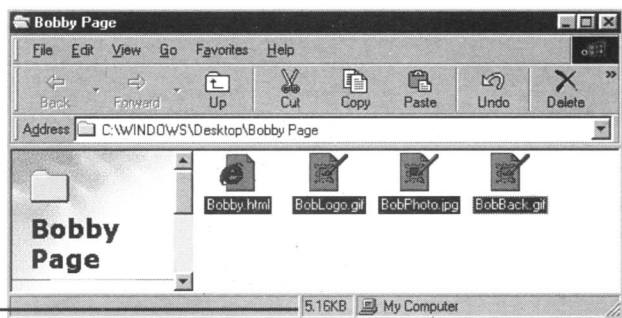 Bobby Page
File Edit View Go Favorites Help
Back Forward Up Cut Copy Paste Undo Delete »
Address C:\WINDOWS\Desktop\Bobby Page
Bobby.html BobLogo.gif BobPhoto.jpg BobBack.gif
Bobby
Page
5.16KB My Computer